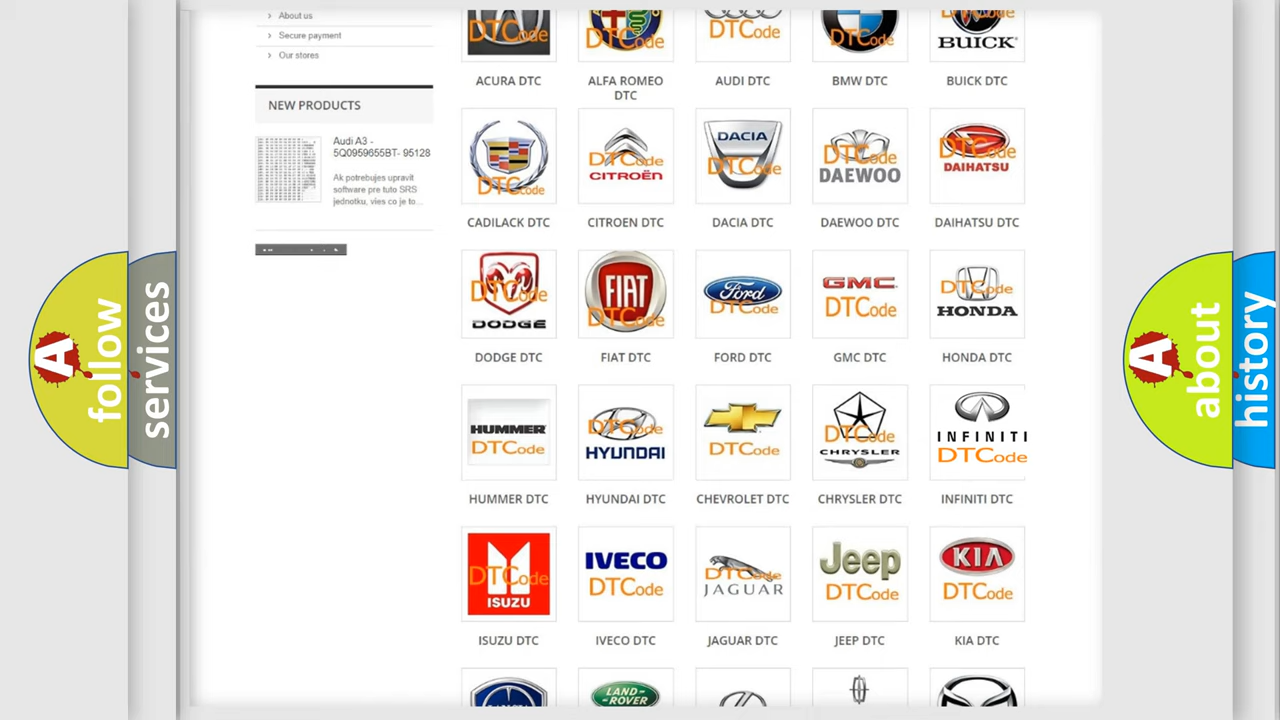 About us
Secure payment
Our stores
NEW PRODUCTS
Audi A3 -
5Q0959655BT- 95128
Ak potrebujes upravit
software pre tuto SRS
jednotku, vies co je to...
DTCode DTCode DTCode DTCode BUICK
ACURA DTC ALFA ROMEO DTC AUDI DTC BMW DTC BUICK DTC
DTCode
DTCode CITROËN
DACIA DTCode
DTCode DAEWOO
DTCode DAIHATSU
CADILACK DTC CITROEN DTC DACIA DTC DAEWOO DTC DAIHATSU DTC
DTCode DODGE
FIAT DTCode
Ford DTCode
GMC DTCode
DTCode HONDA
DODGE DTC FIAT DTC FORD DTC GMC DTC HONDA DTC
HUMMER DTCode
DTCode HYUNDAI
DTCode
DTCode CHRYSLER
INFINITI DTCode
HUMMER DTC HYUNDAI DTC CHEVROLET DTC CHRYSLER DTC INFINITI DTC
DTCode ISUZU
IVECO DTCode
DTCode JAGUAR
Jeep DTCode
KIA DTCode
ISUZU DTC IVECO DTC JAGUAR DTC JEEP DTC KIA DTC
LAND-
ROVER
A follow
services
A about
history